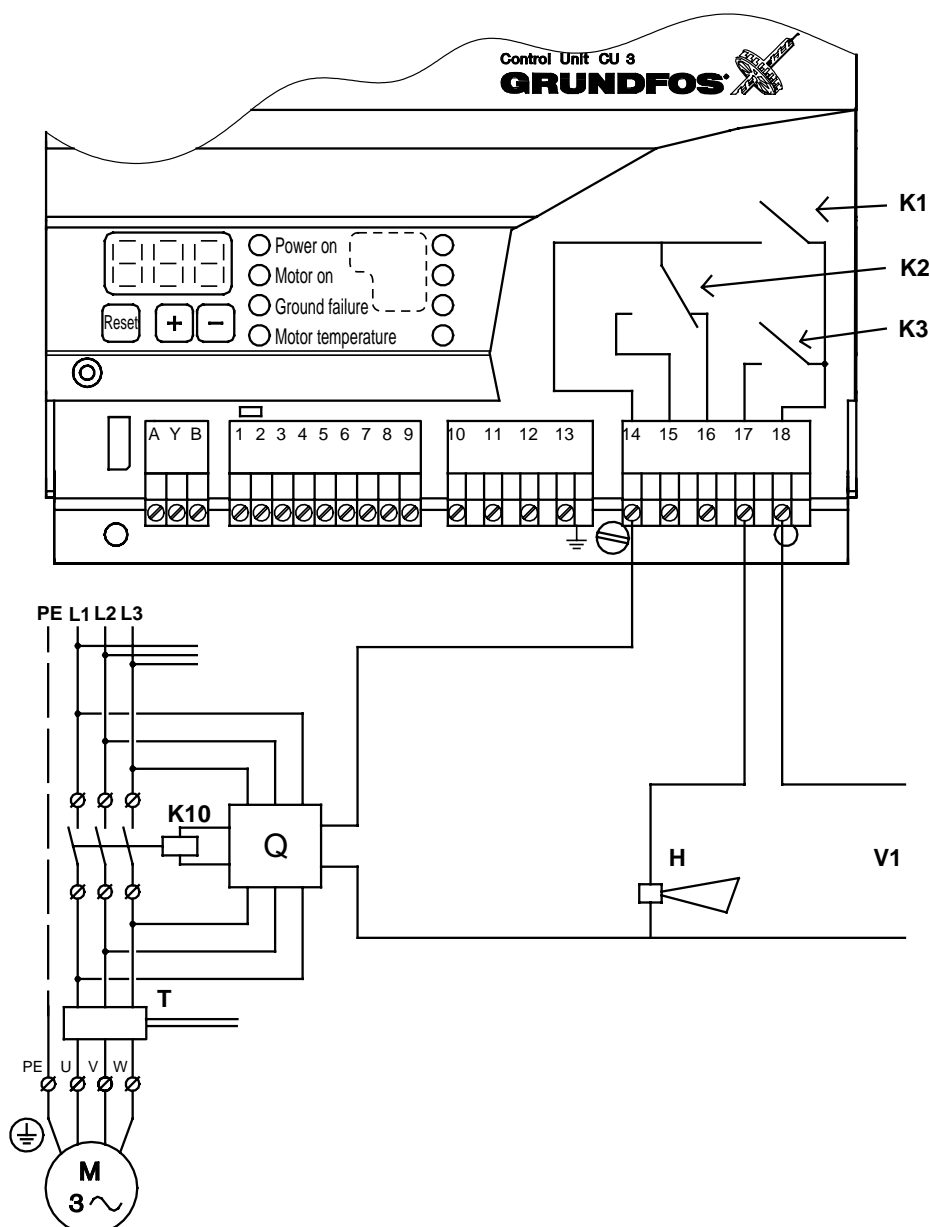 Control Unit CU 3
GRUNDFOS
K1
K2
K3
Power on
Motor on
Ground failure
Motor temperature
Reset + −
A Y B 1 2 3 4 5 6 7 8 9 10 11 12 13 14 15 16 17 18
PE L1 L2 L3
K10
Q
H
V1
T
PE U V W
M
3